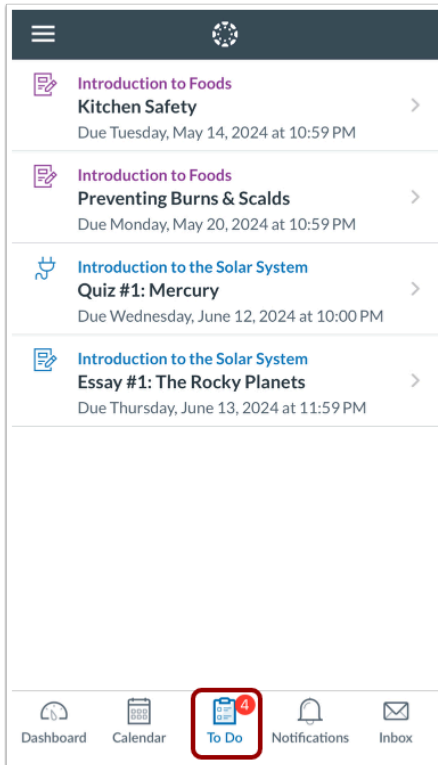 Introduction to Foods
Kitchen Safety
Due Tuesday, May 14, 2024 at 10:59 PM
Introduction to Foods
Preventing Burns & Scalds
Due Monday, May 20, 2024 at 10:59 PM
Introduction to the Solar System
Quiz #1: Mercury
Due Wednesday, June 12, 2024 at 10:00 PM
Introduction to the Solar System
Essay #1: The Rocky Planets
Due Thursday, June 13, 2024 at 11:59 PM
4
Dashboard Calendar To Do Notifications Inbox